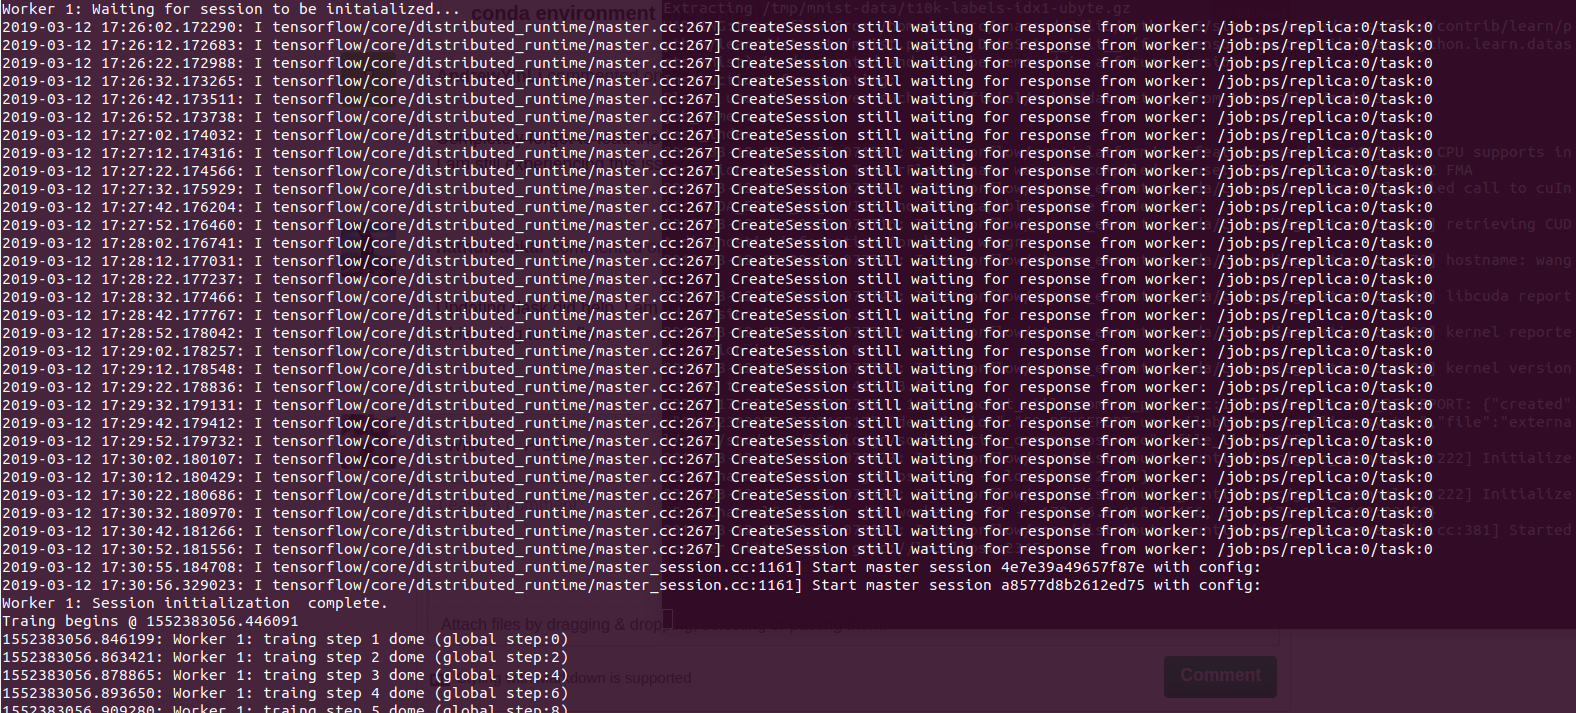 Worker 1: Waiting for session to be initaialized...
2019-03-12 17:26:02.172290: I tensorflow/core/distributed_runtime/master.cc:267] CreateSession still waiting for response from worker: /job:ps/replica:0/task:0
2019-03-12 17:26:12.172683: I tensorflow/core/distributed_runtime/master.cc:267] CreateSession still waiting for response from worker: /job:ps/replica:0/task:0
2019-03-12 17:26:22.172988: I tensorflow/core/distributed_runtime/master.cc:267] CreateSession still waiting for response from worker: /job:ps/replica:0/task:0
2019-03-12 17:26:32.173265: I tensorflow/core/distributed_runtime/master.cc:267] CreateSession still waiting for response from worker: /job:ps/replica:0/task:0
2019-03-12 17:26:42.173511: I tensorflow/core/distributed_runtime/master.cc:267] CreateSession still waiting for response from worker: /job:ps/replica:0/task:0
2019-03-12 17:26:52.173738: I tensorflow/core/distributed_runtime/master.cc:267] CreateSession still waiting for response from worker: /job:ps/replica:0/task:0
2019-03-12 17:27:02.174032: I tensorflow/core/distributed_runtime/master.cc:267] CreateSession still waiting for response from worker: /job:ps/replica:0/task:0
2019-03-12 17:27:12.174316: I tensorflow/core/distributed_runtime/master.cc:267] CreateSession still waiting for response from worker: /job:ps/replica:0/task:0
2019-03-12 17:27:22.174566: I tensorflow/core/distributed_runtime/master.cc:267] CreateSession still waiting for response from worker: /job:ps/replica:0/task:0
2019-03-12 17:27:32.175929: I tensorflow/core/distributed_runtime/master.cc:267] CreateSession still waiting for response from worker: /job:ps/replica:0/task:0
2019-03-12 17:27:42.176204: I tensorflow/core/distributed_runtime/master.cc:267] CreateSession still waiting for response from worker: /job:ps/replica:0/task:0
2019-03-12 17:27:52.176460: I tensorflow/core/distributed_runtime/master.cc:267] CreateSession still waiting for response from worker: /job:ps/replica:0/task:0
2019-03-12 17:28:02.176741: I tensorflow/core/distributed_runtime/master.cc:267] CreateSession still waiting for response from worker: /job:ps/replica:0/task:0
2019-03-12 17:28:12.177031: I tensorflow/core/distributed_runtime/master.cc:267] CreateSession still waiting for response from worker: /job:ps/replica:0/task:0
2019-03-12 17:28:22.177237: I tensorflow/core/distributed_runtime/master.cc:267] CreateSession still waiting for response from worker: /job:ps/replica:0/task:0
2019-03-12 17:28:32.177466: I tensorflow/core/distributed_runtime/master.cc:267] CreateSession still waiting for response from worker: /job:ps/replica:0/task:0
2019-03-12 17:28:42.177767: I tensorflow/core/distributed_runtime/master.cc:267] CreateSession still waiting for response from worker: /job:ps/replica:0/task:0
2019-03-12 17:28:52.178042: I tensorflow/core/distributed_runtime/master.cc:267] CreateSession still waiting for response from worker: /job:ps/replica:0/task:0
2019-03-12 17:29:02.178257: I tensorflow/core/distributed_runtime/master.cc:267] CreateSession still waiting for response from worker: /job:ps/replica:0/task:0
2019-03-12 17:29:12.178548: I tensorflow/core/distributed_runtime/master.cc:267] CreateSession still waiting for response from worker: /job:ps/replica:0/task:0
2019-03-12 17:29:22.178836: I tensorflow/core/distributed_runtime/master.cc:267] CreateSession still waiting for response from worker: /job:ps/replica:0/task:0
2019-03-12 17:29:32.179131: I tensorflow/core/distributed_runtime/master.cc:267] CreateSession still waiting for response from worker: /job:ps/replica:0/task:0
2019-03-12 17:29:42.179412: I tensorflow/core/distributed_runtime/master.cc:267] CreateSession still waiting for response from worker: /job:ps/replica:0/task:0
2019-03-12 17:29:52.179732: I tensorflow/core/distributed_runtime/master.cc:267] CreateSession still waiting for response from worker: /job:ps/replica:0/task:0
2019-03-12 17:30:02.180107: I tensorflow/core/distributed_runtime/master.cc:267] CreateSession still waiting for response from worker: /job:ps/replica:0/task:0
2019-03-12 17:30:12.180429: I tensorflow/core/distributed_runtime/master.cc:267] CreateSession still waiting for response from worker: /job:ps/replica:0/task:0
2019-03-12 17:30:22.180686: I tensorflow/core/distributed_runtime/master.cc:267] CreateSession still waiting for response from worker: /job:ps/replica:0/task:0
2019-03-12 17:30:32.180970: I tensorflow/core/distributed_runtime/master.cc:267] CreateSession still waiting for response from worker: /job:ps/replica:0/task:0
2019-03-12 17:30:42.181266: I tensorflow/core/distributed_runtime/master.cc:267] CreateSession still waiting for response from worker: /job:ps/replica:0/task:0
2019-03-12 17:30:52.181556: I tensorflow/core/distributed_runtime/master.cc:267] CreateSession still waiting for response from worker: /job:ps/replica:0/task:0
2019-03-12 17:30:55.184708: I tensorflow/core/distributed_runtime/master_session.cc:1161] Start master session 4e7e39a49657f87e with config:
2019-03-12 17:30:56.329023: I tensorflow/core/distributed_runtime/master_session.cc:1161] Start master session a8577d8b2612ed75 with config:
Worker 1: Session initialization  complete.
Traing begins @ 1552383056.446091
1552383056.846199: Worker 1: traing step 1 dome (global step:0)
1552383056.863421: Worker 1: traing step 2 dome (global step:2)
1552383056.878865: Worker 1: traing step 3 dome (global step:4)
1552383056.893650: Worker 1: traing step 4 dome (global step:6)
1552383056.909280: Worker 1: traing step 5 dome (global step:8)
conda environment
Extracting /tmp/mnist-data/t10k-labels-idx1-ubyte.gz
Comment